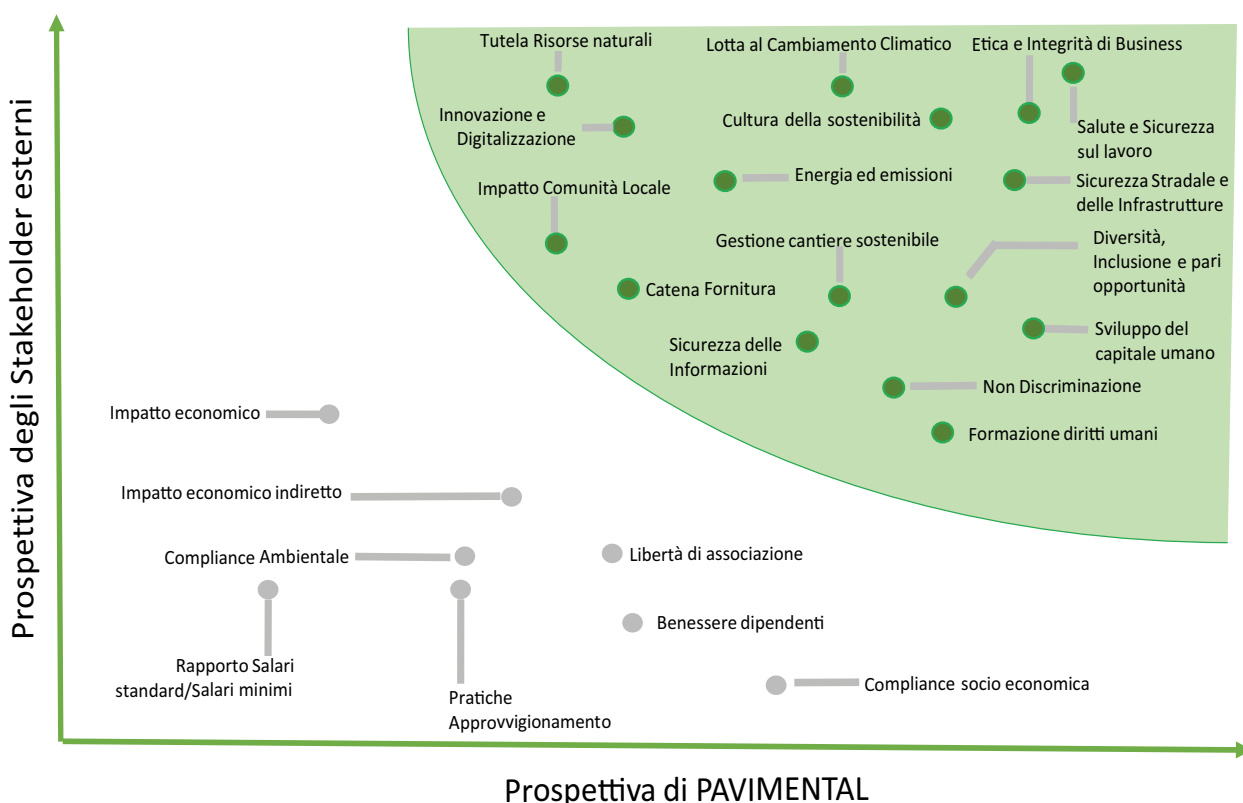 Prospettiva degli Stakeholder esterni
Tutela Risorse naturali
Lotta al Cambiamento Climatico
Etica e Integrità di Business
Innovazione e
Digitalizzazione
Cultura della sostenibilità
Salute e Sicurezza
sul lavoro
Impatto Comunità Locale
Energia ed emissioni
Sicurezza Stradale e
delle Infrastrutture
Gestione cantiere sostenibile
Diversità,
Inclusione e pari
opportunità
Catena Fornitura
Sicurezza delle
Informazioni
Sviluppo del
capitale umano
Non Discriminazione
Formazione diritti umani
Impatto economico
Impatto economico indiretto
Compliance Ambientale
Libertà di associazione
Benessere dipendenti
Rapporto Salari
standard/Salari minimi
Pratiche
Approvvigionamento
Compliance socio economica
Prospettiva di PAVIMENTAL